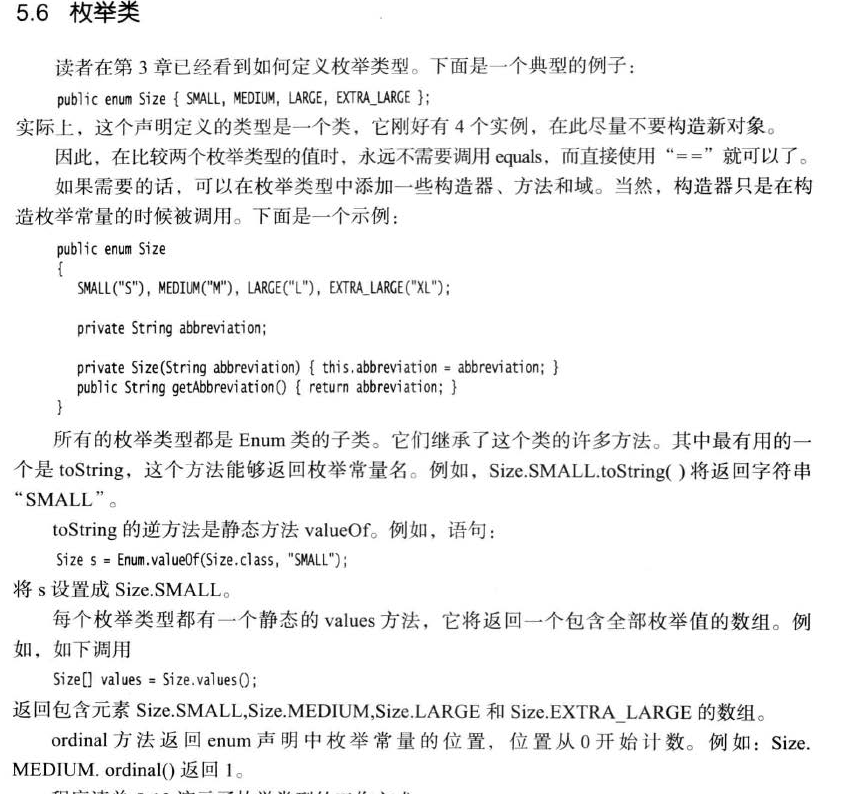 5.6 枚举类
读者在第 3 章已经看到如何定义枚举类型。下面是一个典型的例子：
public enum Size { SMALL, MEDIUM, LARGE, EXTRA_LARGE };
实际上，这个声明定义的类型是一个类，它刚好有 4 个实例，在此尽量不要构造新对象。
因此，在比较两个枚举类型的值时，永远不需要调用 equals，而直接使用“==”就可以了。
如果需要的话，可以在枚举类型中添加一些构造器、方法和域。当然，构造器只是在构
造枚举常量的时候被调用。下面是一个示例：
public enum Size
{
SMALL("S"), MEDIUM("M"), LARGE("L"), EXTRA_LARGE("XL");
private String abbreviation;
private Size(String abbreviation) { this.abbreviation = abbreviation; }
public String getAbbreviation() { return abbreviation; }
}
所有的枚举类型都是 Enum 类的子类。它们继承了这个类的许多方法。其中最有用的一
个是 toString，这个方法能够返回枚举常量名。例如，Size.SMALL.toString( ) 将返回字符串
“SMALL”。
toString 的逆方法是静态方法 valueOf。例如，语句：
Size s = Enum.valueOf(Size.class, "SMALL");
将 s 设置成 Size.SMALL。
每个枚举类型都有一个静态的 values 方法，它将返回一个包含全部枚举值的数组。例
如，如下调用
Size[] values = Size.values();
返回包含元素 Size.SMALL,Size.MEDIUM,Size.LARGE 和 Size.EXTRA_LARGE 的数组。
ordinal 方法返回 enum 声明中枚举常量的位置，位置从 0 开始计数。例如：Size.
MEDIUM. ordinal() 返回 1。